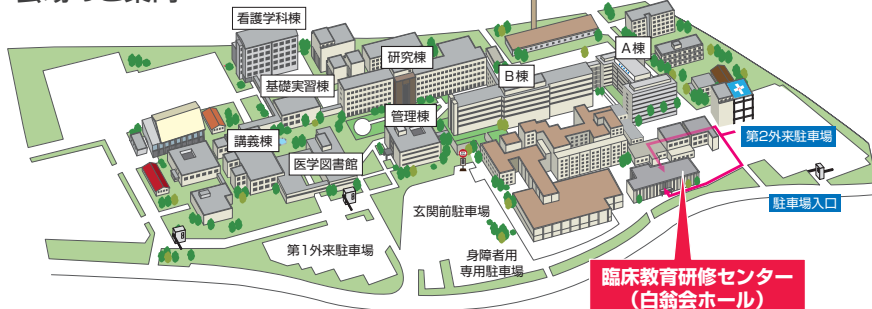 看護学科棟
研究棟
A棟
基礎実習棟
B棟
管理棟
講義棟
医学図書館
第2外来駐車場
駐車場入口
玄関前駐車場
第1外来駐車場
身障者用
専用駐車場
臨床教育研修センター
(白翁会ホール)